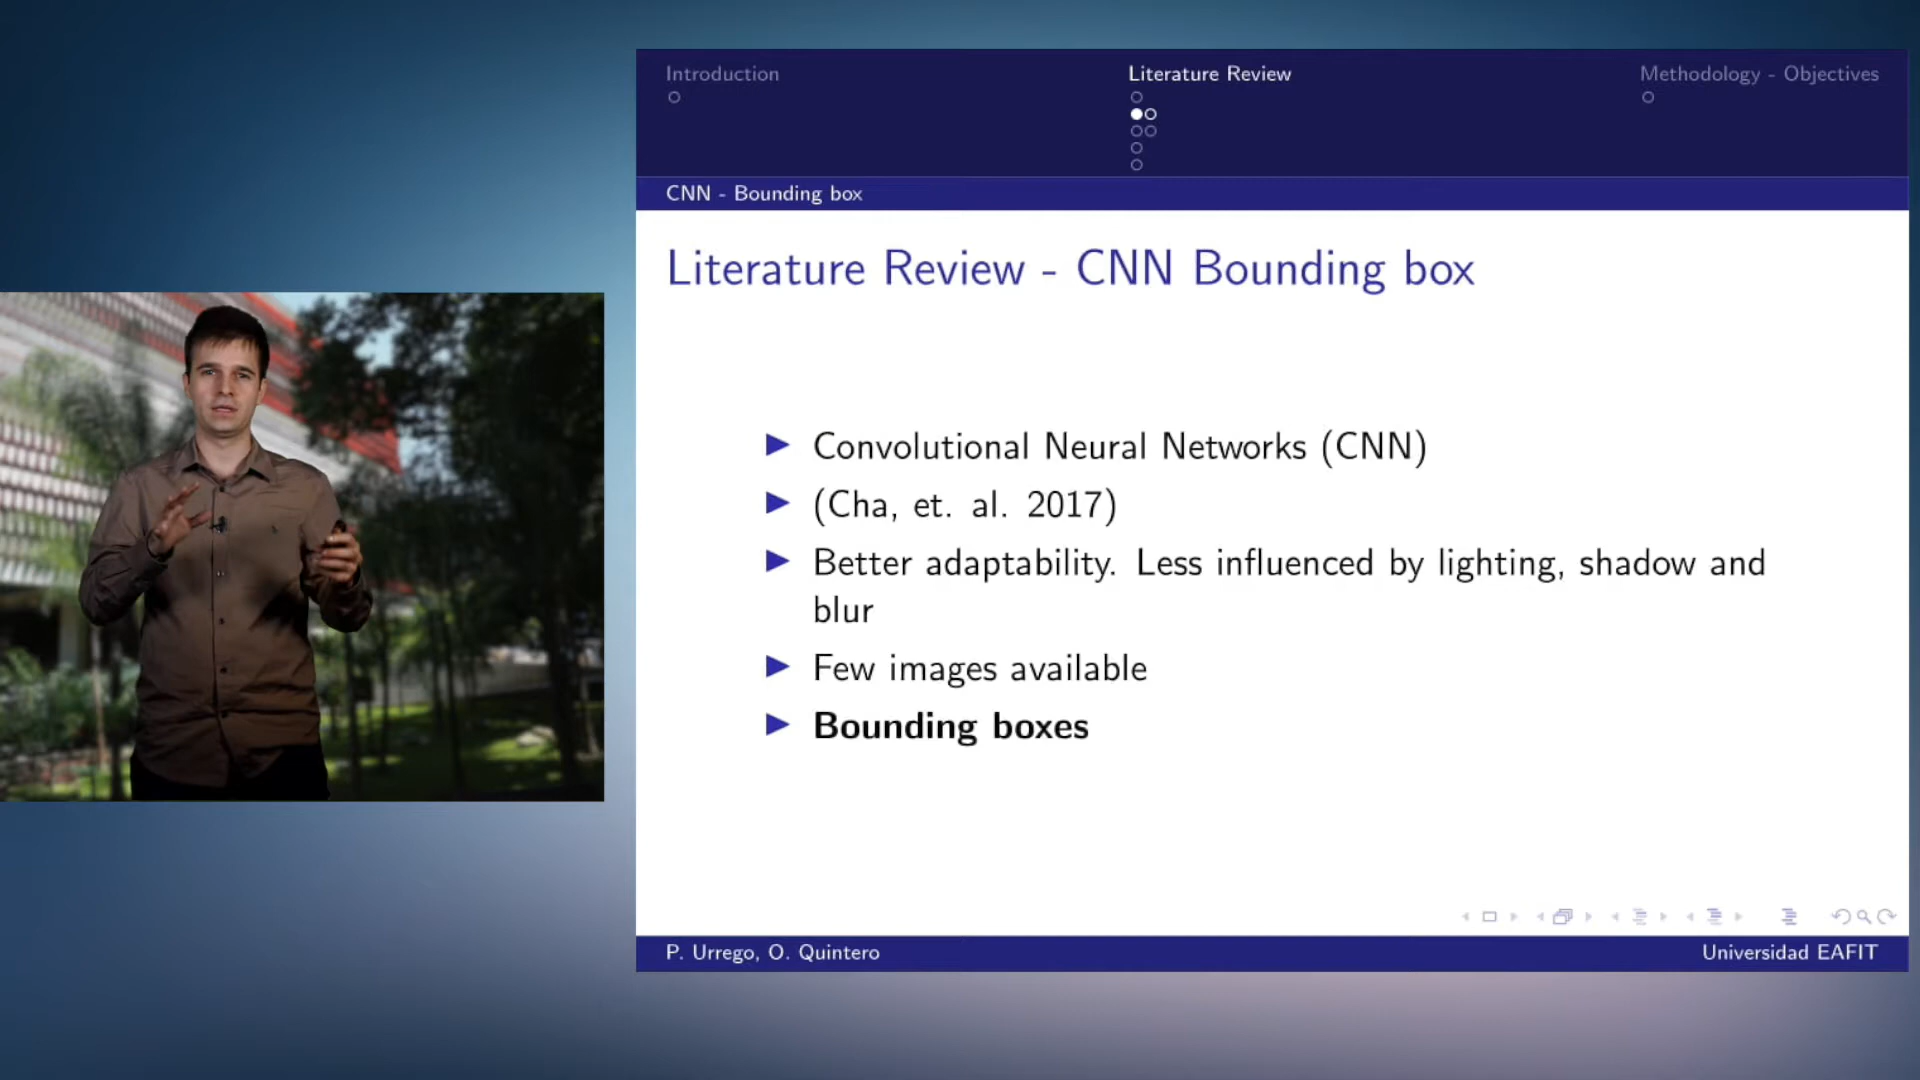 Introduction
Literature Review
Methodology - Objectives
CNN - Bounding box
Literature Review - CNN Bounding box
Convolutional Neural Networks (CNN)
(Cha, et. al. 2017)
Better adaptability. Less influenced by lighting, shadow and
blur
Few images available
Bounding boxes
P. Urrego, O. Quintero
Universidad EAFIT